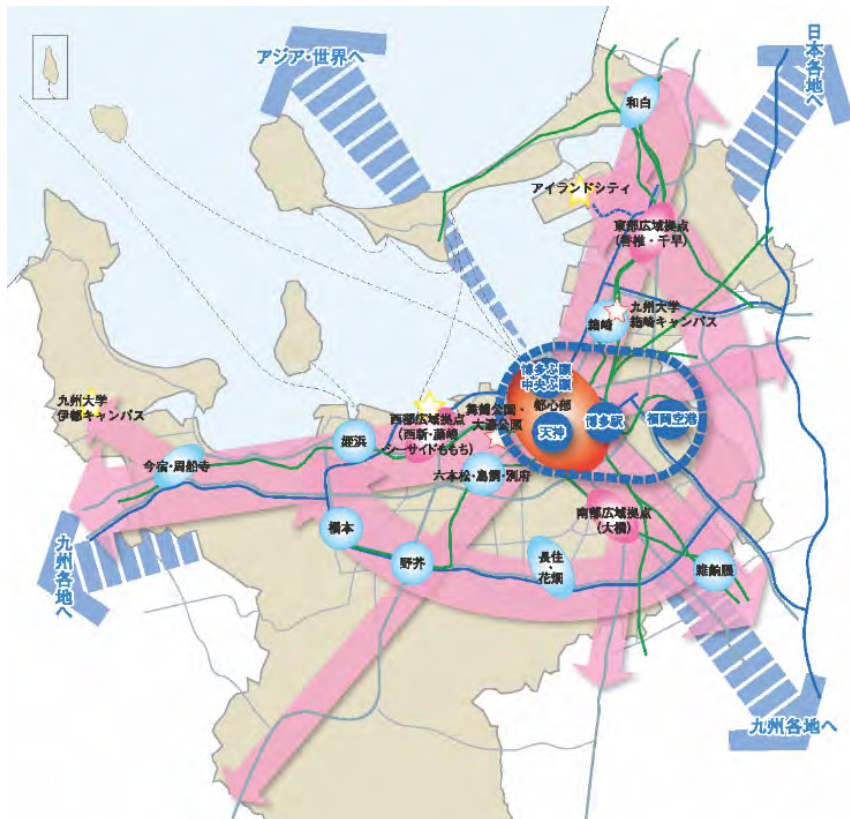 アジア・世界へ
日本各地へ
和白
アイランドシティ
東部広域拠点
(香椎・千早)
九州大学
箱崎キャンパス
箱崎
博多ふ頭
中央ふ頭
都心部
天神
博多駅
福岡空港
舞鶴公園・
大濠公園
九州大学
伊都キャンパス
西部広域拠点
(西新・藤崎
・シーサイドももち)
姪浜
今宿・周船寺
六本松・鳥飼・別府
南部広域拠点
(大橋)
橋本
野芥
長住
・
花畑
雑餉隈
九州各地へ
九州各地へ